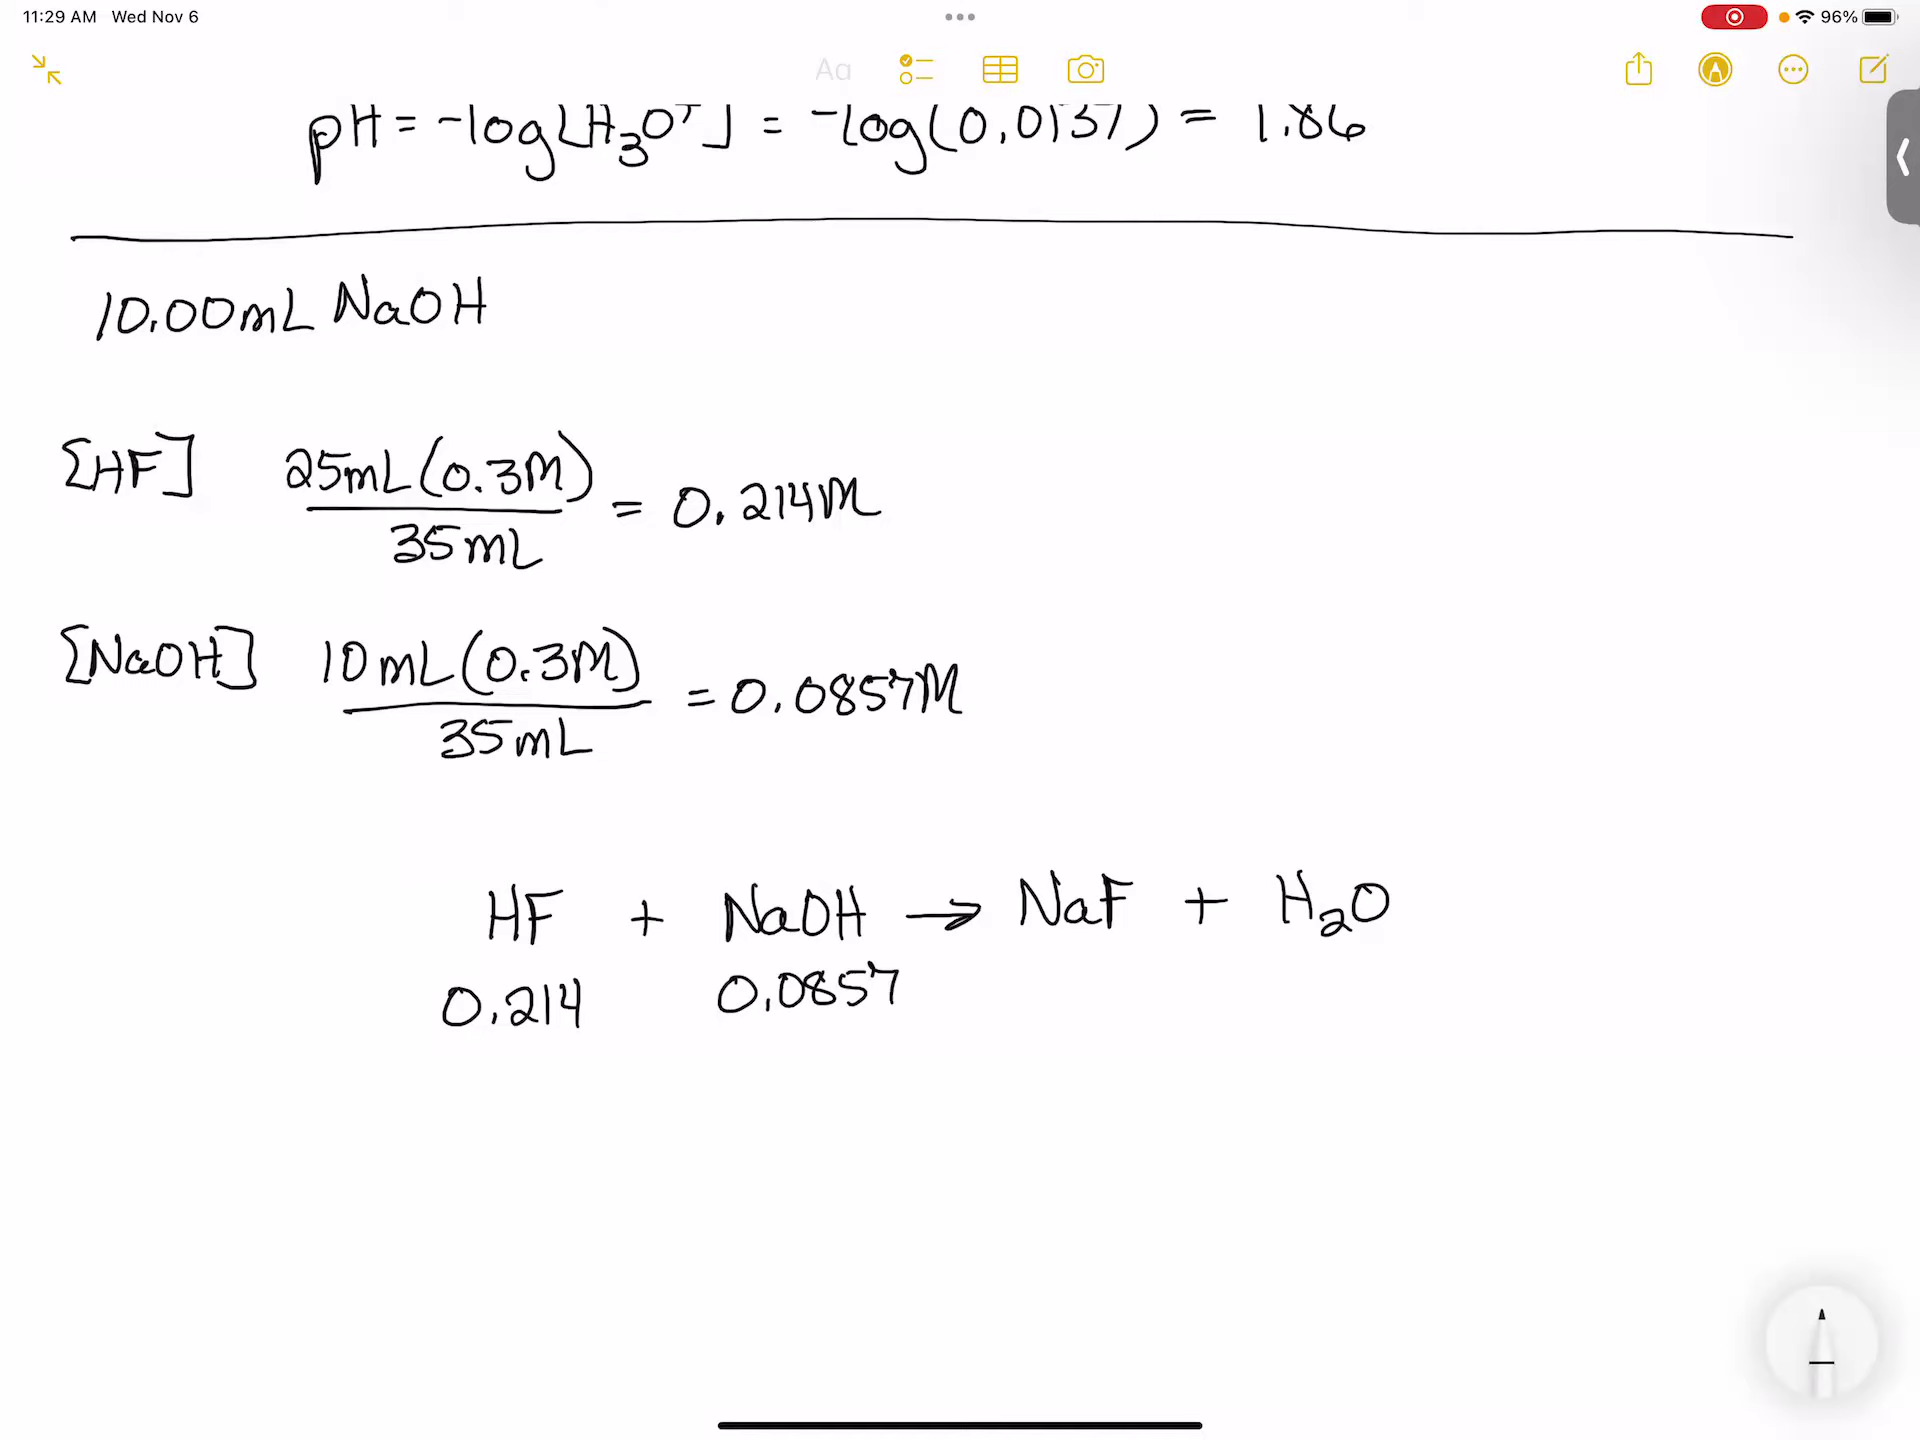 11:29 AM Wed Nov 6
96%
Aa
pH = -log[H₃O⁺] = -log(0.0137) = 1.86
10.00mL NaOH
[HF] 25mL(0.3M) / 35mL = 0.214M
[NaOH] 10mL(0.3M) / 35mL = 0.0857M
HF + NaOH → NaF + H₂O
0.214 0.0857